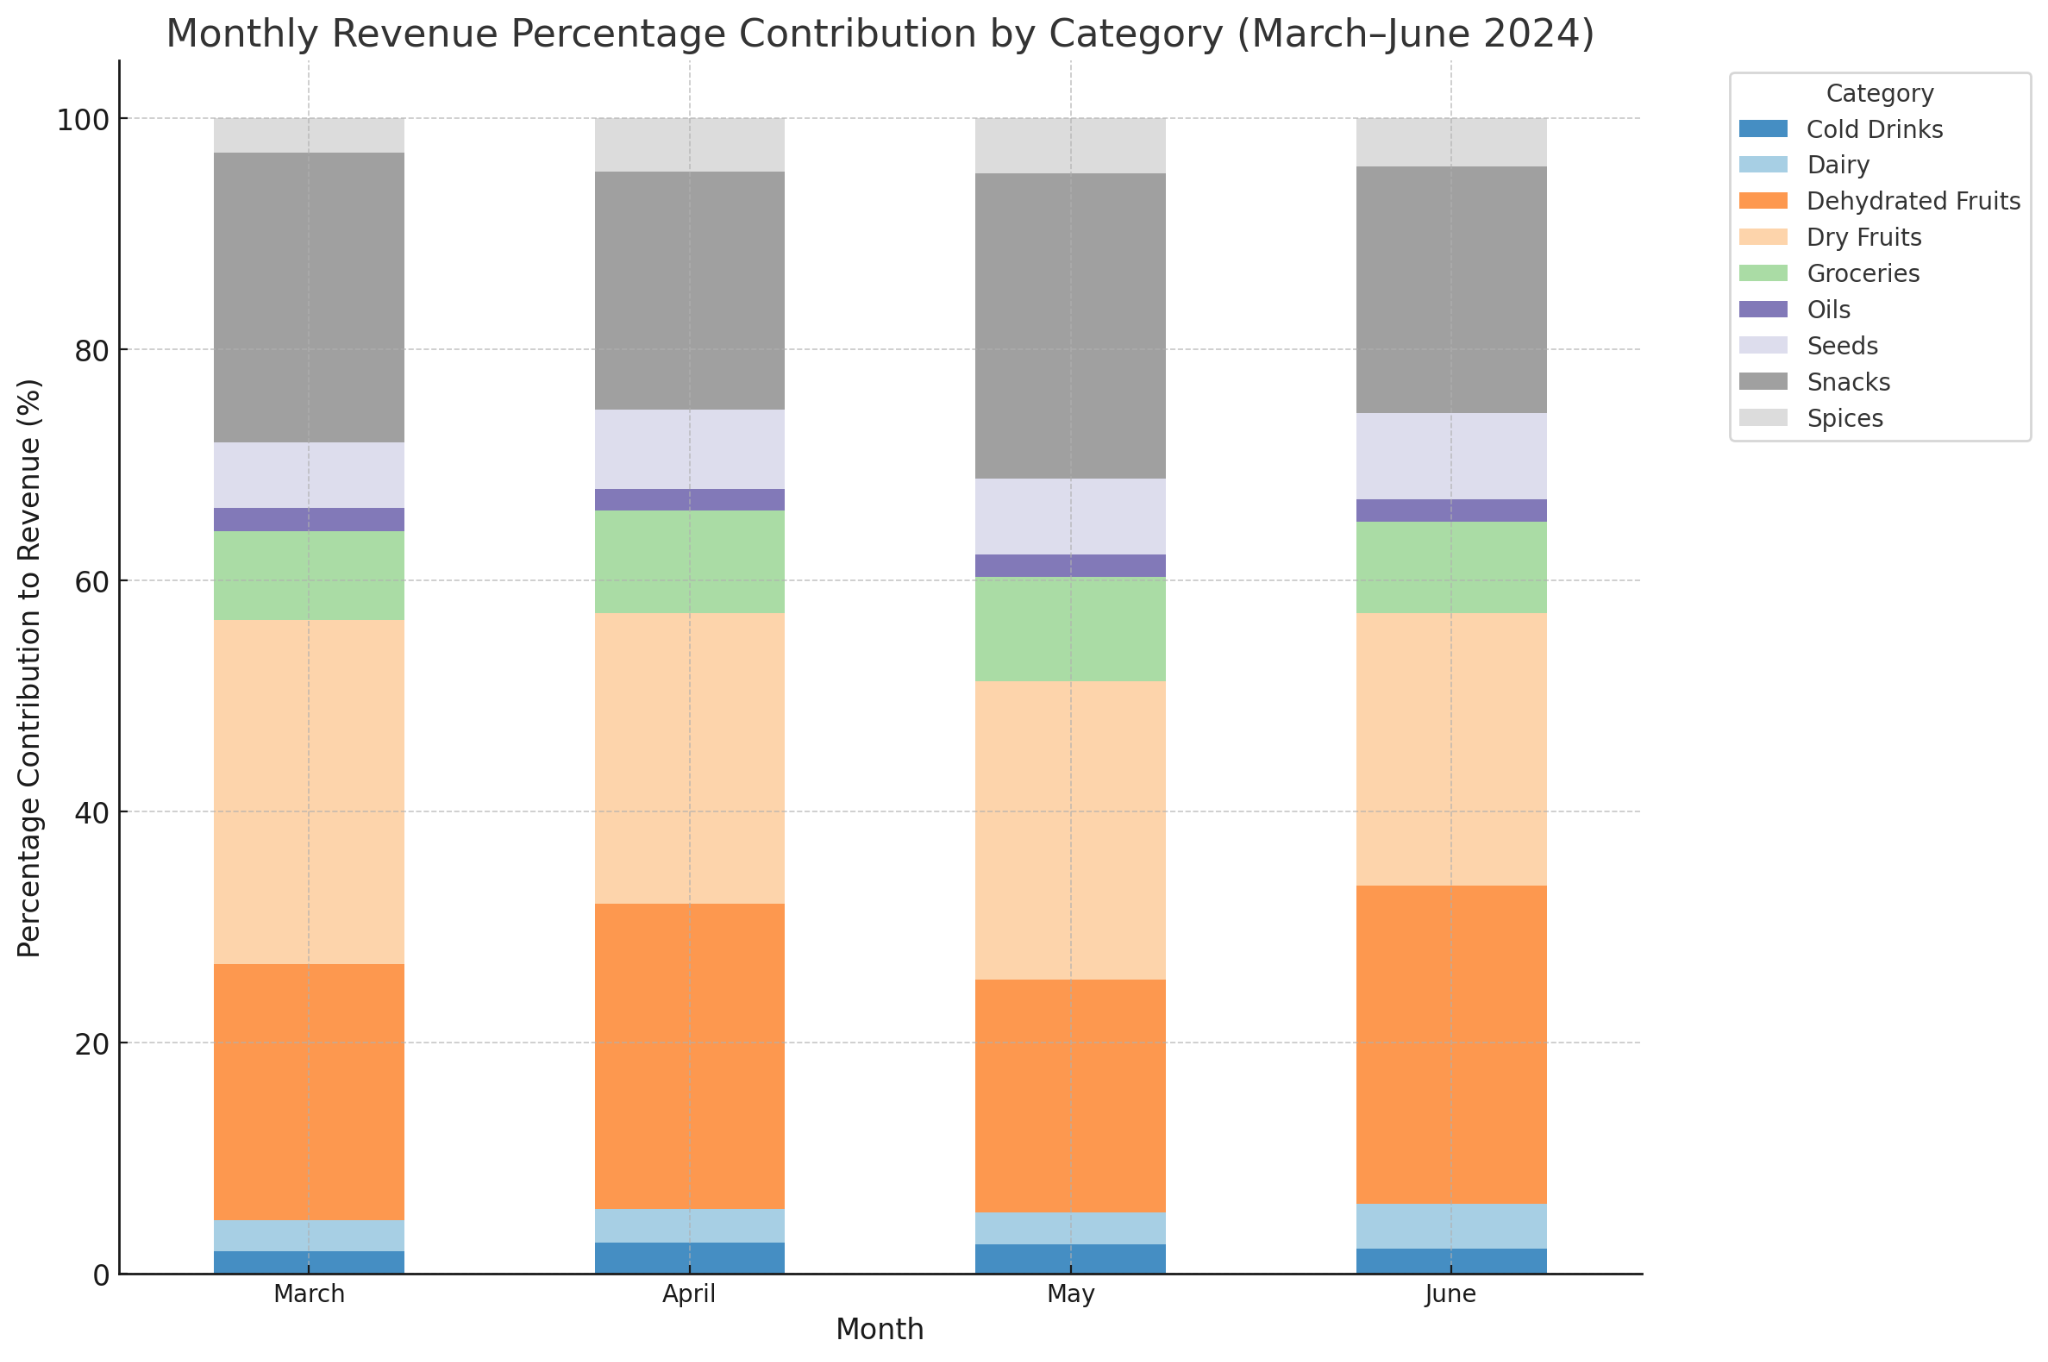 Monthly Revenue Percentage Contribution by Category (March–June 2024)
Percentage Contribution to Revenue (%)
100
80
60
40
20
0
March
April
May
June
Month
Category
Cold Drinks
Dairy
Dehydrated Fruits
Dry Fruits
Groceries
Oils
Seeds
Snacks
Spices